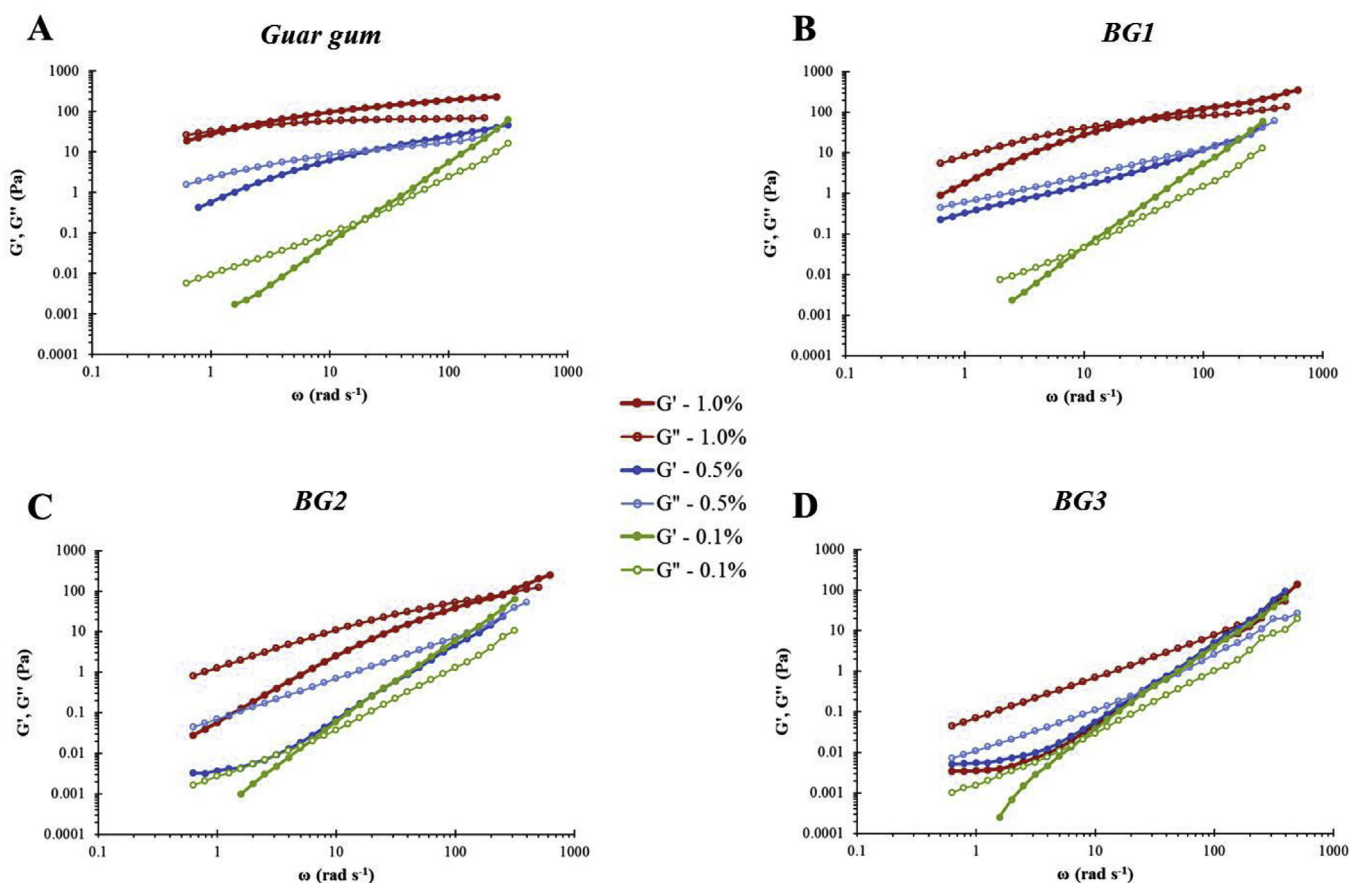 A
Guar gum
G', G'' (Pa)
1000
100
10
1
0.1
0.01
0.001
0.0001
0.1
1
10
100
1000
ω (rad s⁻¹)
B
BG1
G', G'' (Pa)
1000
100
10
1
0.1
0.01
0.001
0.0001
0.1
1
10
100
1000
ω (rad s⁻¹)
G' - 1.0%
G'' - 1.0%
G' - 0.5%
G'' - 0.5%
G' - 0.1%
G'' - 0.1%
C
BG2
G', G'' (Pa)
1000
100
10
1
0.1
0.01
0.001
0.0001
0.1
1
10
100
1000
ω (rad s⁻¹)
D
BG3
G', G'' (Pa)
1000
100
10
1
0.1
0.01
0.001
0.0001
0.1
1
10
100
1000
ω (rad s⁻¹)